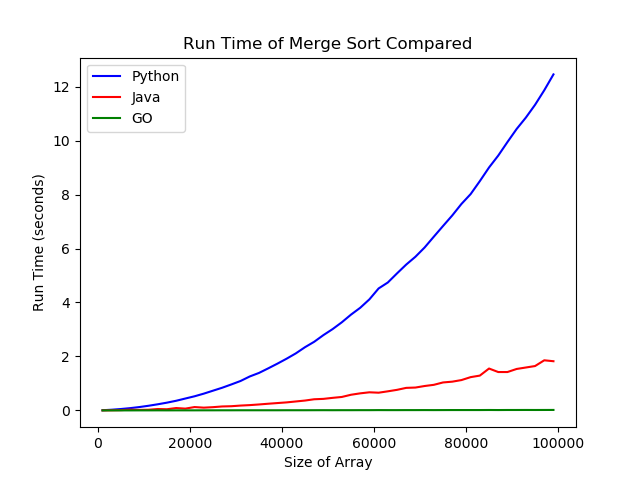 Run Time of Merge Sort Compared
Python
Java
GO
12
10
8
6
4
2
0
Run Time (seconds)
0 20000 40000 60000 80000 100000
Size of Array